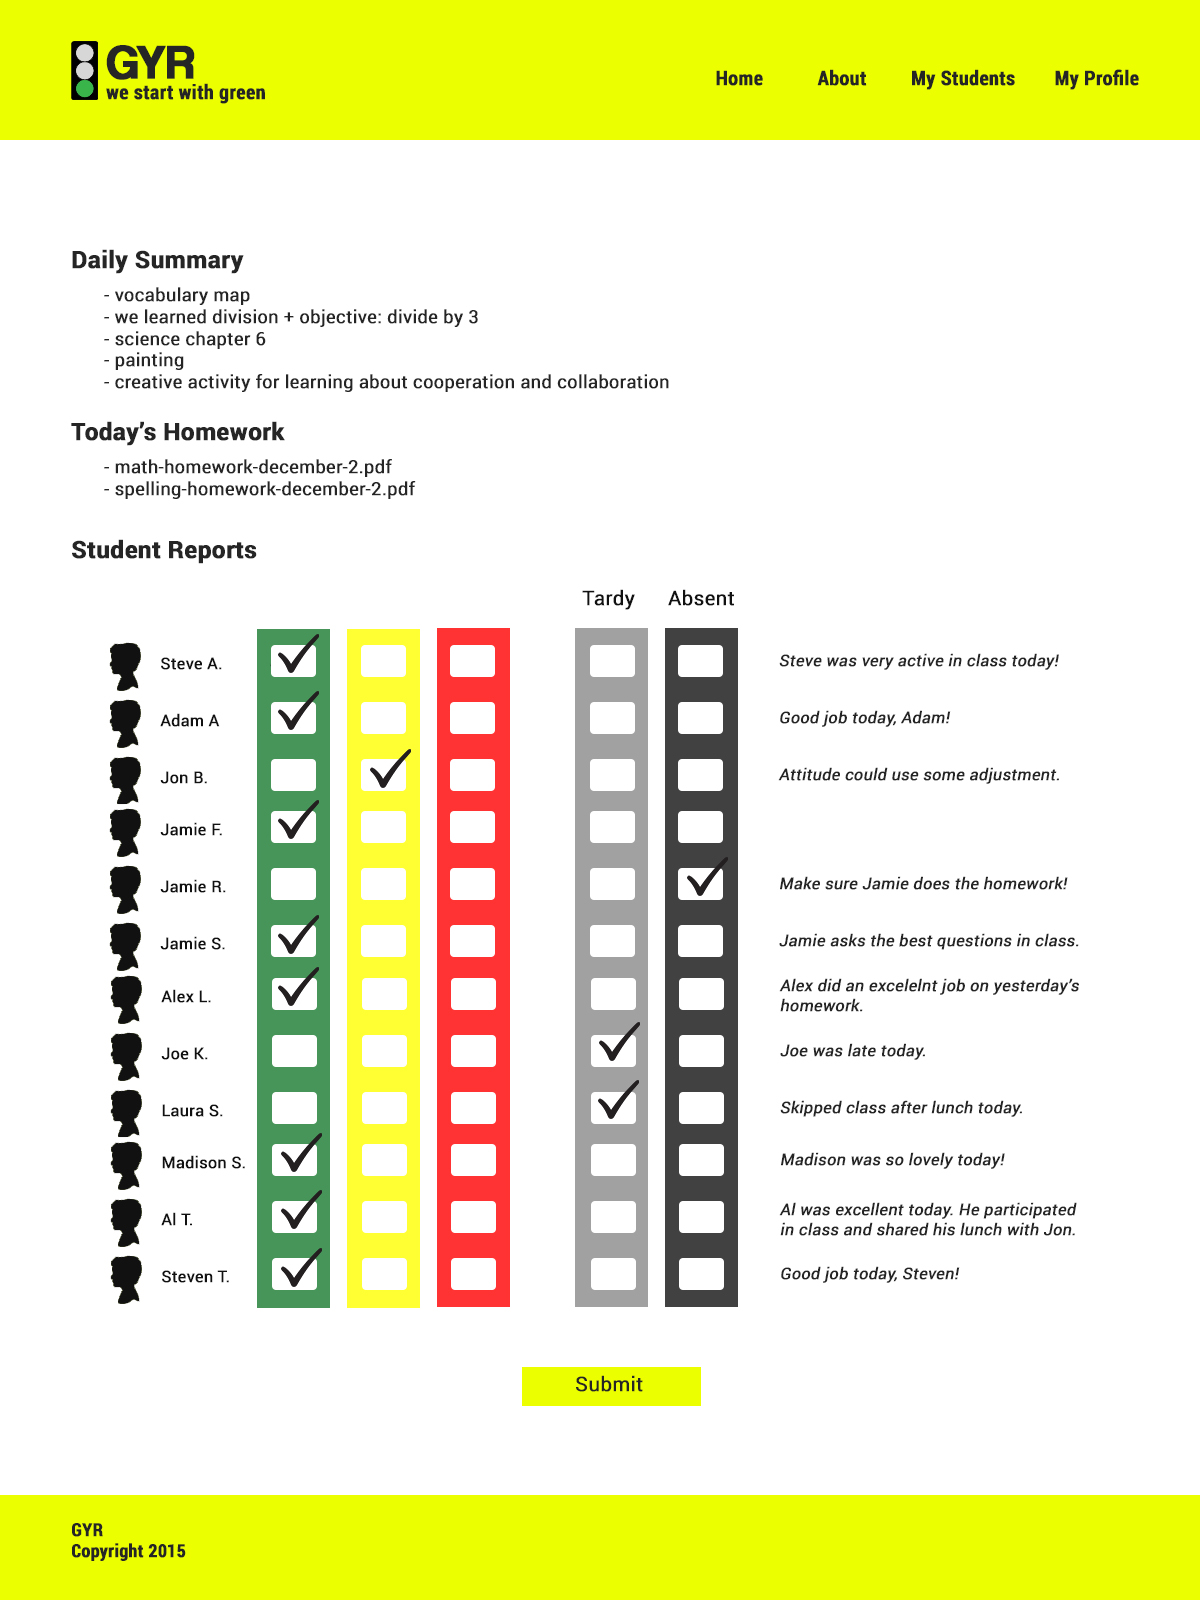 GYR
we start with green
Home About My Students My Profile
Daily Summary
- vocabulary map
- we learned division + objective: divide by 3
- science chapter 6
- painting
- creative activity for learning about cooperation and collaboration
Today’s Homework
- math-homework-december-2.pdf
- spelling-homework-december-2.pdf
Student Reports
Tardy Absent
Steve A. Steve was very active in class today!
Adam A Good job today, Adam!
Jon B. Attitude could use some adjustment.
Jamie F.
Jamie R. Make sure Jamie does the homework!
Jamie S. Jamie asks the best questions in class.
Alex L. Alex did an excelelnt job on yesterday’s
homework.
Joe K. Joe was late today.
Laura S. Skipped class after lunch today.
Madison S. Madison was so lovely today!
Al T. Al was excellent today. He participated
in class and shared his lunch with Jon.
Steven T. Good job today, Steven!
Submit
GYR
Copyright 2015